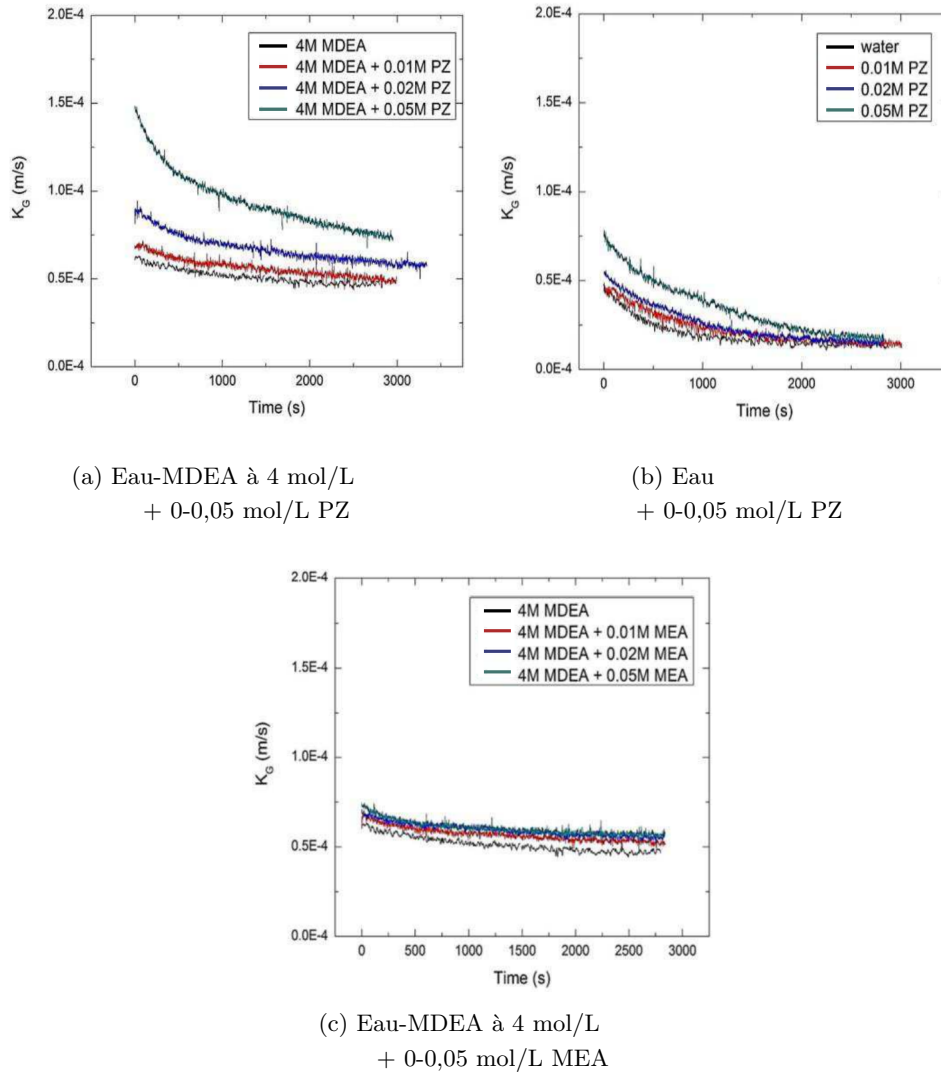 2.0E-4
1.5E-4
1.0E-4
0.5E-4
0.0E-4
K_G (m/s)
0 1000 2000 3000
Time (s)
4M MDEA
4M MDEA + 0.01M PZ
4M MDEA + 0.02M PZ
4M MDEA + 0.05M PZ
2.0E-4
1.5E-4
1.0E-4
0.5E-4
0.0E-4
K_G (m/s)
0 1000 2000 3000
Time (s)
water
0.01M PZ
0.02M PZ
0.05M PZ
(a) Eau-MDEA à 4 mol/L
+ 0-0,05 mol/L PZ
(b) Eau
+ 0-0,05 mol/L PZ
2.0E-4
1.5E-4
1.0E-4
0.5E-4
0.0E-4
K_G (m/s)
0 500 1000 1500 2000 2500 3000
Time (s)
4M MDEA
4M MDEA + 0.01M MEA
4M MDEA + 0.02M MEA
4M MDEA + 0.05M MEA
(c) Eau-MDEA à 4 mol/L
+ 0-0,05 mol/L MEA